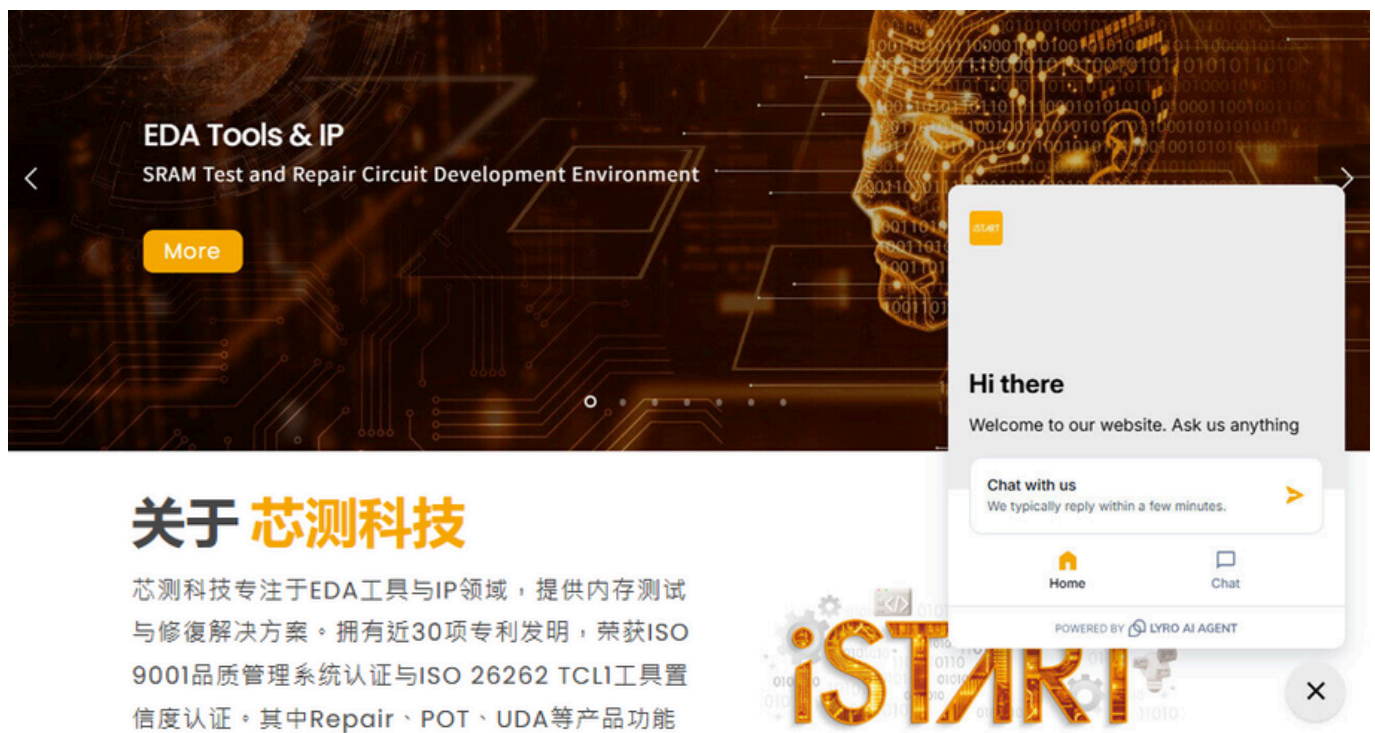 EDA Tools & IP
SRAM Test and Repair Circuit Development Environment
More
iSTART
Hi there
Welcome to our website. Ask us anything
Chat with us
We typically reply within a few minutes.
Home
Chat
POWERED BY LYRO AI AGENT
关于 芯测科技
芯测科技专注于EDA工具与IP领域，提供内存测试
与修復解决方案。拥有近30项专利发明，荣获ISO
9001品质管理系统认证与ISO 26262 TCL1工具置
信度认证。其中Repair、POT、UDA等产品功能
iSTART